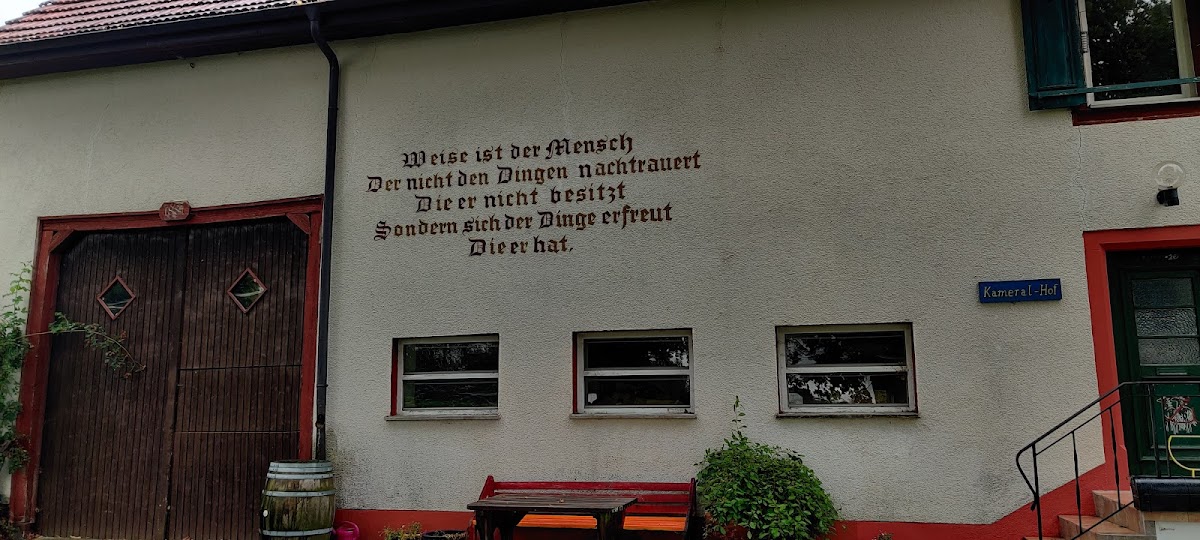 Weise ist der Mensch
Der nicht den Dingen nachtrauert
Die er nicht besitzt
Sondern sich der Dinge erfreut
Die er hat.
Kameral-Hof